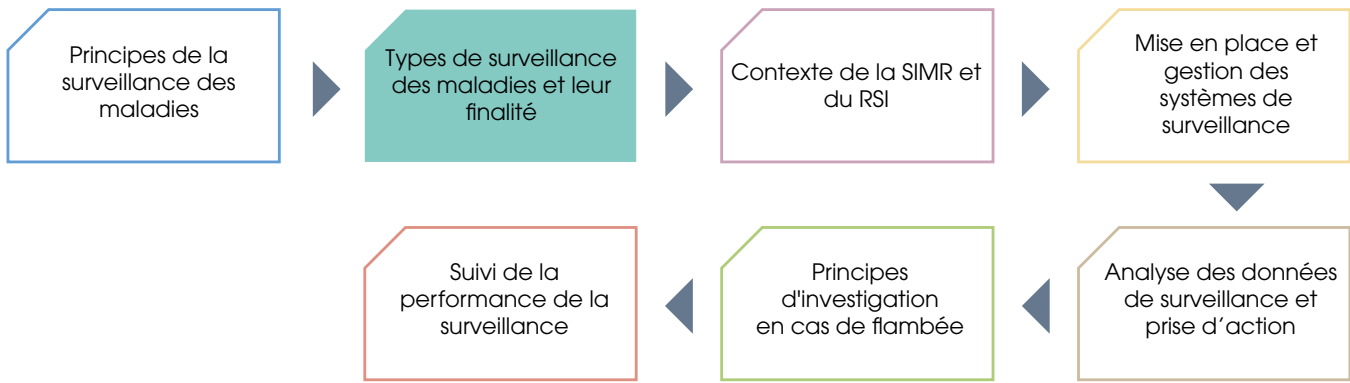 Principes de la
surveillance des
maladies
Types de surveillance
des maladies et leur
finalité
Contexte de la SIMR et
du RSI
Mise en place et
gestion des
systèmes de
surveillance
Analyse des données
de surveillance et
prise d’action
Principes
d'investigation
en cas de flambée
Suivi de la
performance de la
surveillance